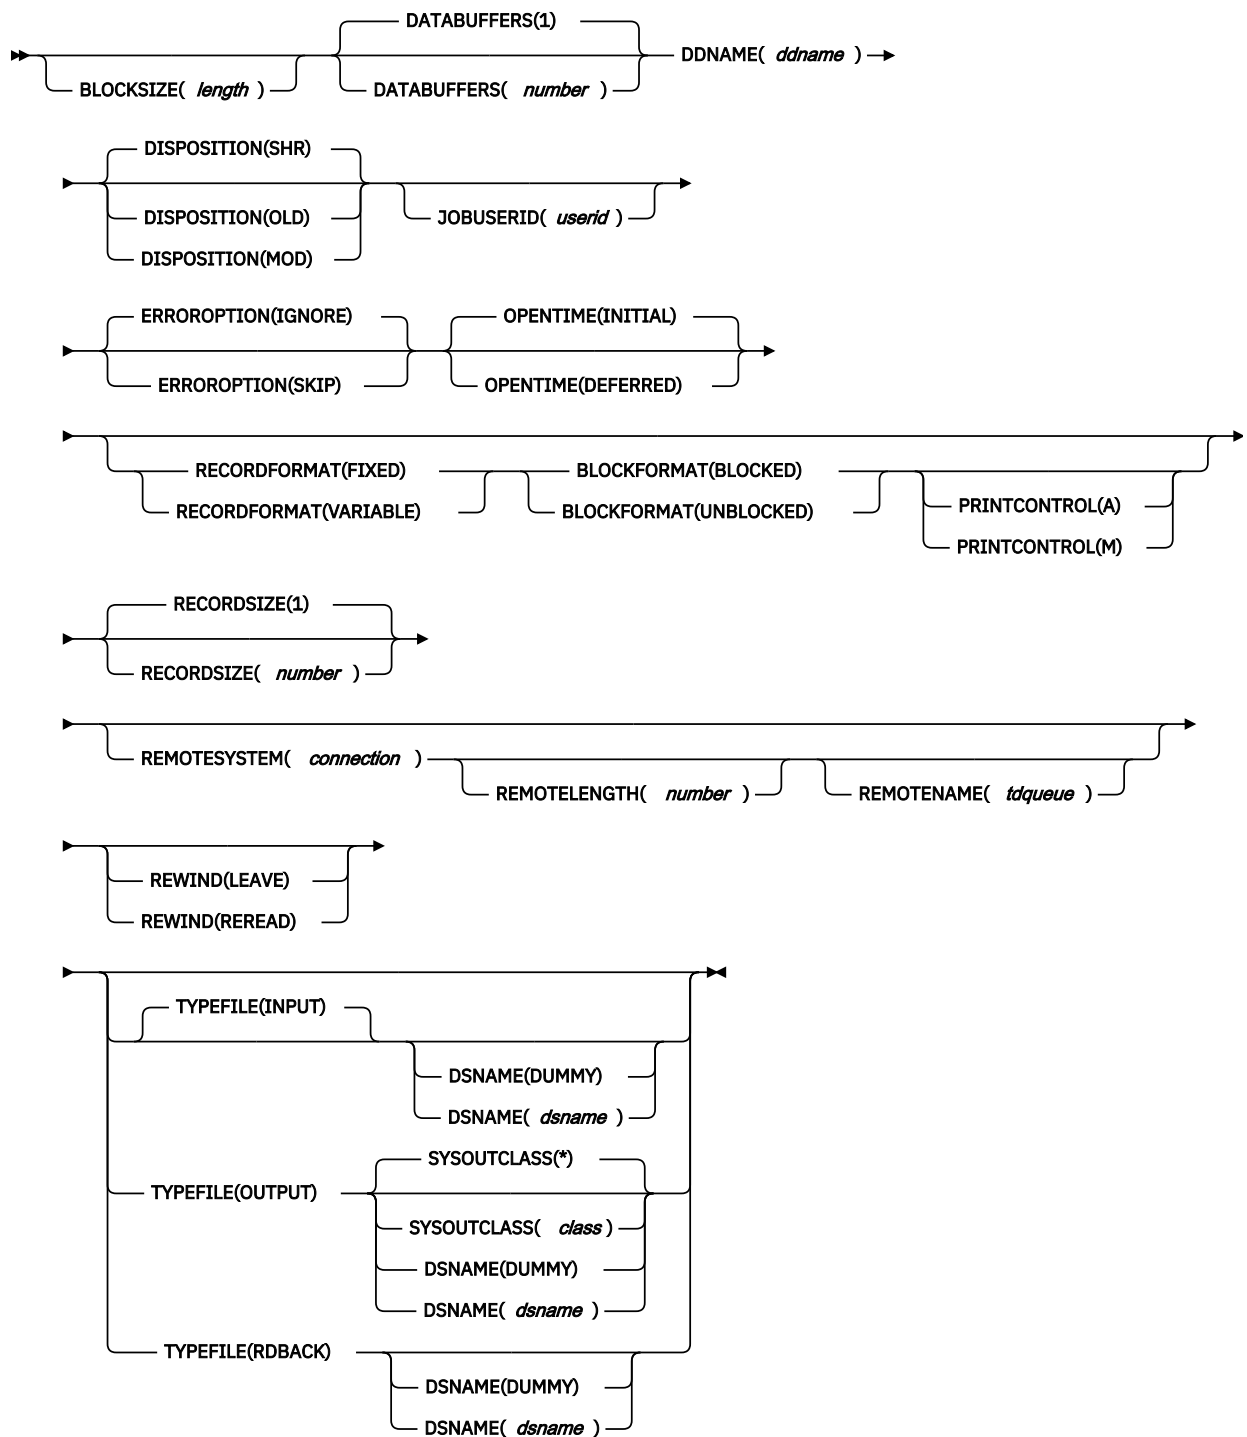 DATABUFFERS(1)
BLOCKSIZE( length ) DATABUFFERS( number ) DDNAME( ddname )
DISPOSITION(SHR)
DISPOSITION(OLD) JOBUSERID( userid )
DISPOSITION(MOD)
ERROROPTION(IGNORE) OPENTIME(INITIAL)
ERROROPTION(SKIP) OPENTIME(DEFERRED)
RECORDFORMAT(FIXED) BLOCKFORMAT(BLOCKED)
RECORDFORMAT(VARIABLE) BLOCKFORMAT(UNBLOCKED) PRINTCONTROL(A)
PRINTCONTROL(M)
RECORDSIZE(1)
RECORDSIZE( number )
REMOTESYSTEM( connection )
REMOTELENGTH( number ) REMOTENAME( tdqueue )
REWIND(LEAVE)
REWIND(REREAD)
TYPEFILE(INPUT)
DSNAME(DUMMY)
DSNAME( dsname )
SYSOUTCLASS(*)
TYPEFILE(OUTPUT)
SYSOUTCLASS( class )
DSNAME(DUMMY)
DSNAME( dsname )
TYPEFILE(RDBACK)
DSNAME(DUMMY)
DSNAME( dsname )